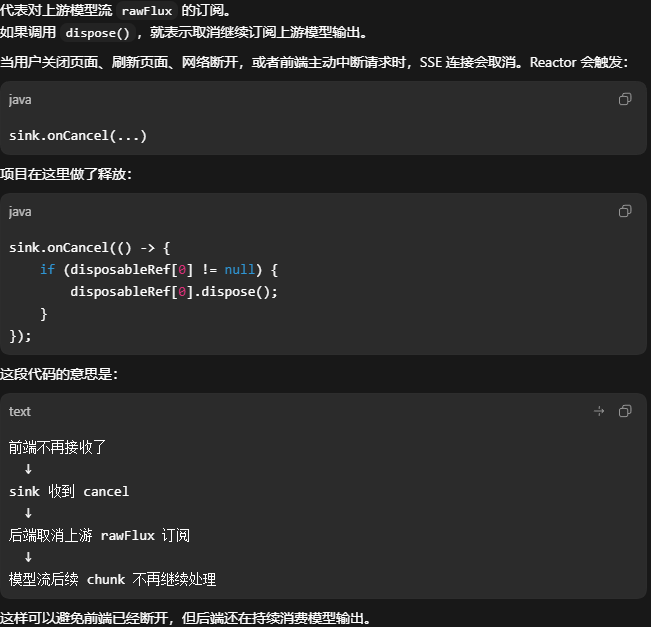 代表对上游模型流 rawFlux 的订阅。
如果调用 dispose()，就表示取消继续订阅上游模型输出。
当用户关闭页面、刷新页面、网络断开，或者前端主动中断请求时，SSE 连接会取消。Reactor 会触发：
java
sink.onCancel(...)
项目在这里做了释放：
java
sink.onCancel(() -> {
    if (disposableRef[0] != null) {
        disposableRef[0].dispose();
    }
});
这段代码的意思是：
text
前端不再接收了
↓
sink 收到 cancel
↓
后端取消上游 rawFlux 订阅
↓
模型流后续 chunk 不再继续处理
这样可以避免前端已经断开，但后端还在持续消费模型输出。